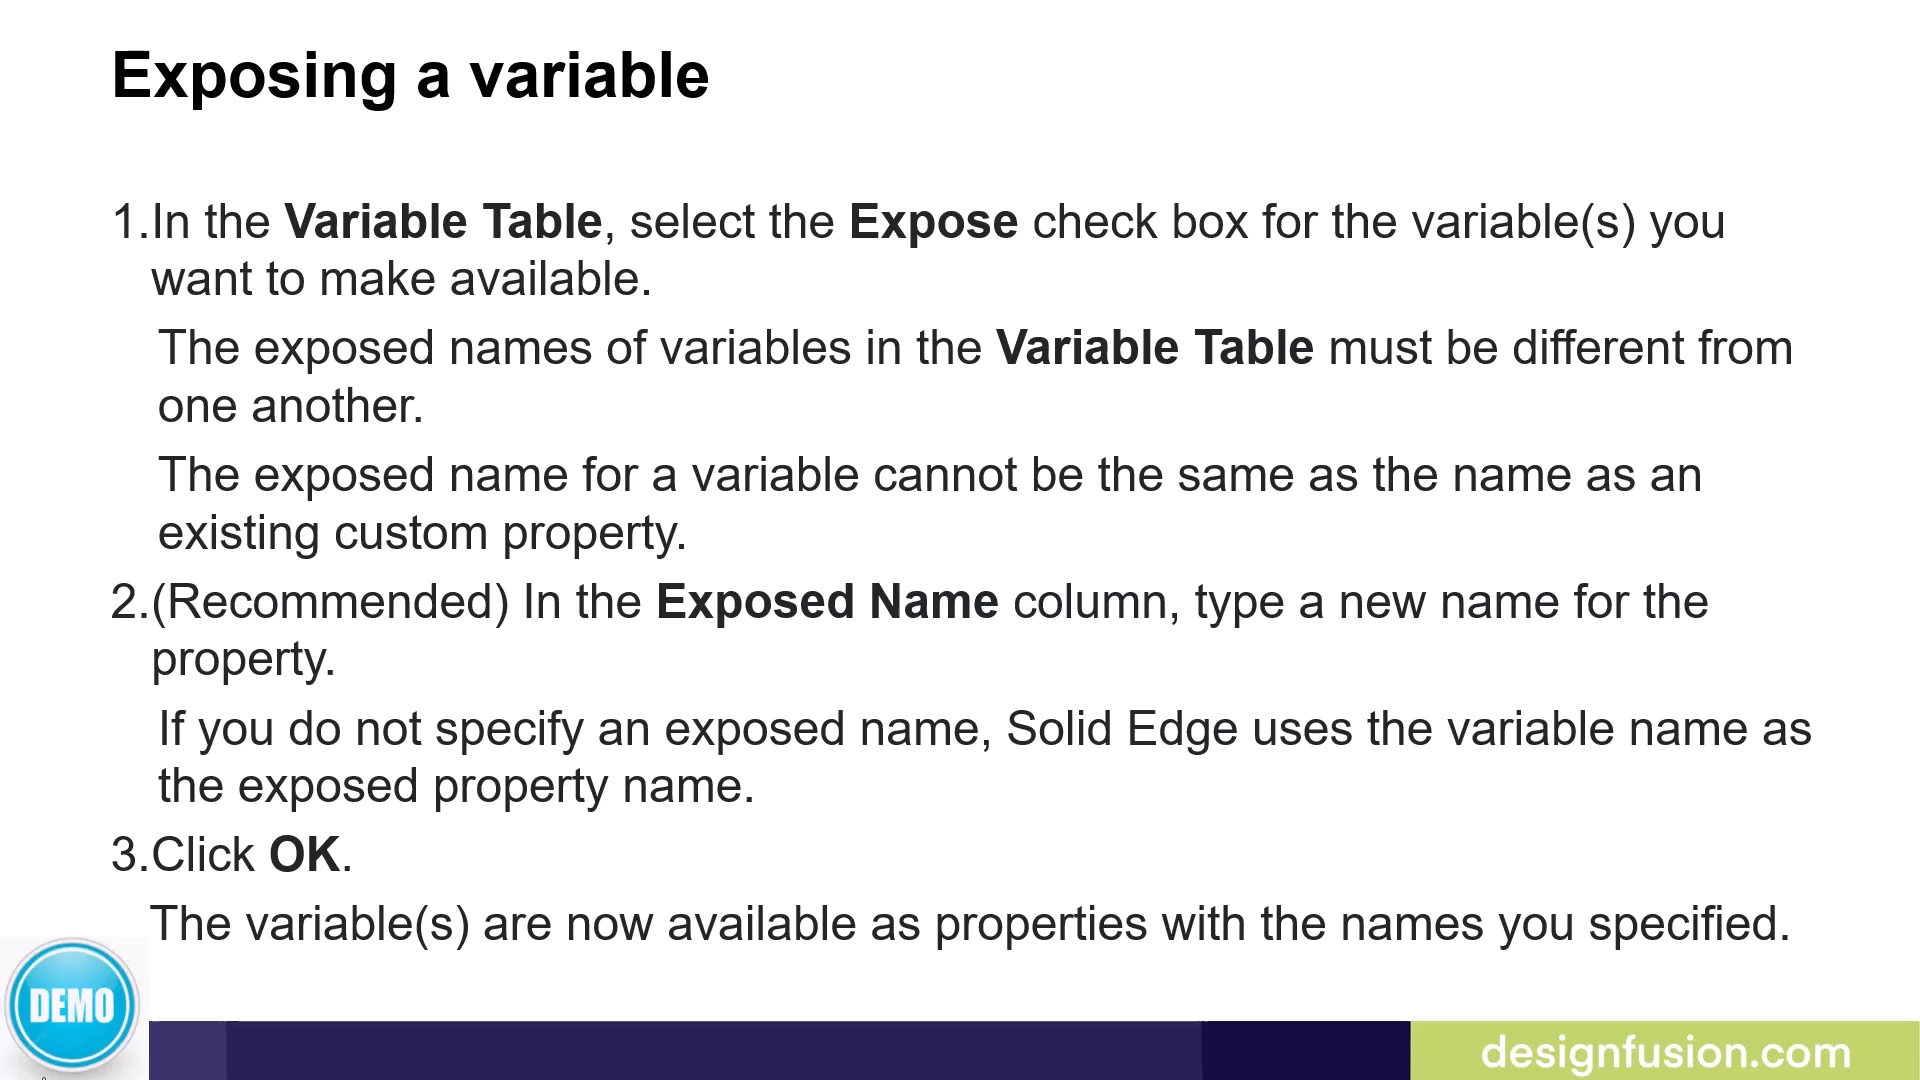 Exposing a variable
1.In the Variable Table, select the Expose check box for the variable(s) you
want to make available.
The exposed names of variables in the Variable Table must be different from
one another.
The exposed name for a variable cannot be the same as the name as an
existing custom property.
2.(Recommended) In the Exposed Name column, type a new name for the
property.
If you do not specify an exposed name, Solid Edge uses the variable name as
the exposed property name.
3.Click OK.
The variable(s) are now available as properties with the names you specified.
DEMO
designfusion.com